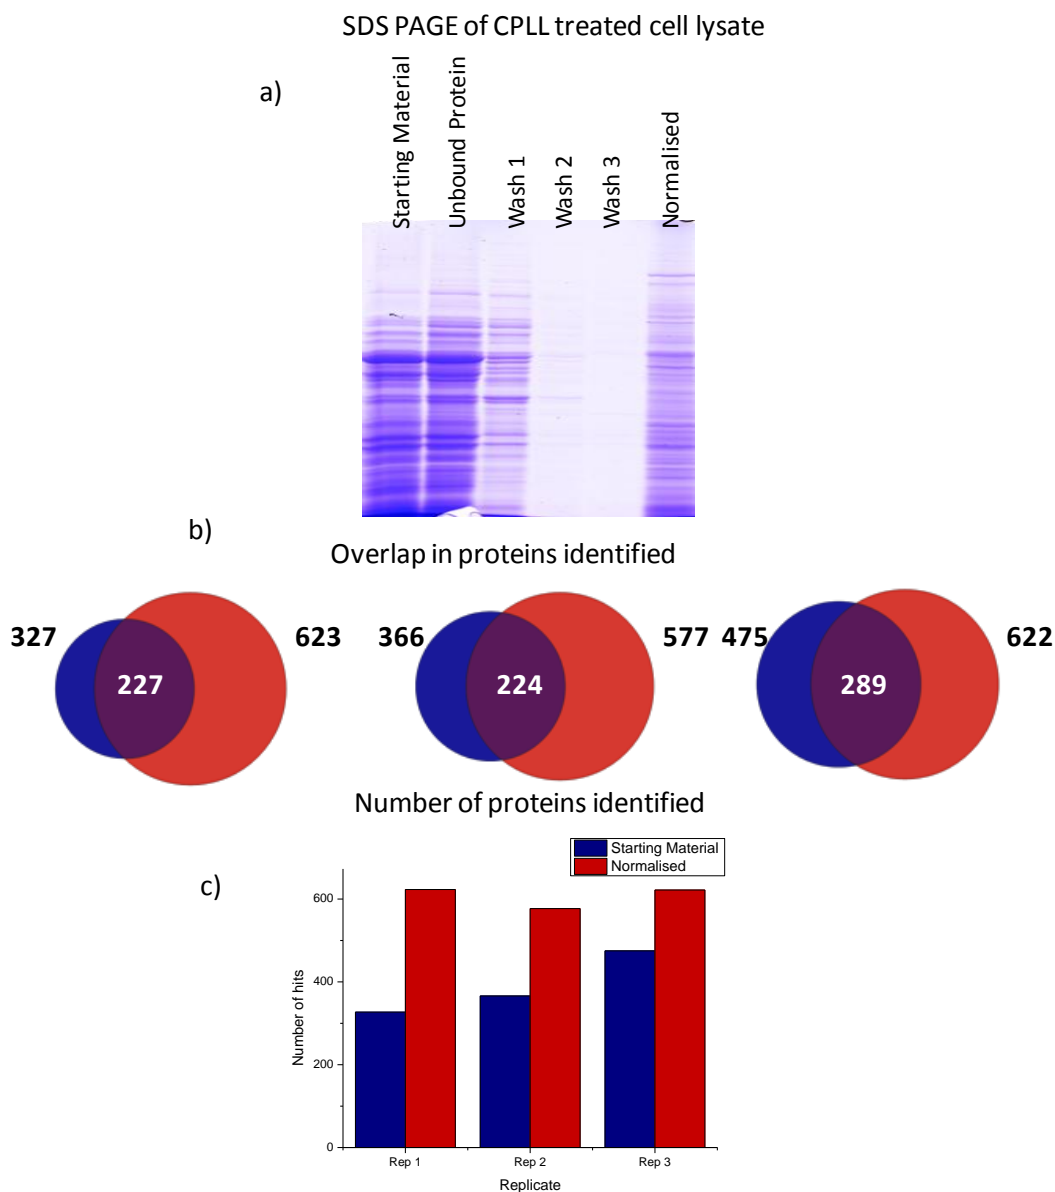 SDS PAGE of CPLL treated cell lysate
a)
Starting Material
Unbound Protein
Wash 1
Wash 2
Wash 3
Normalised
b)
Overlap in proteins identified
327 227 623 366 224 577 475 289 622
Number of proteins identified
c)
Starting Material
Normalised
Number of hits
600
400
200
0
Rep 1 Rep 2 Rep 3
Replicate